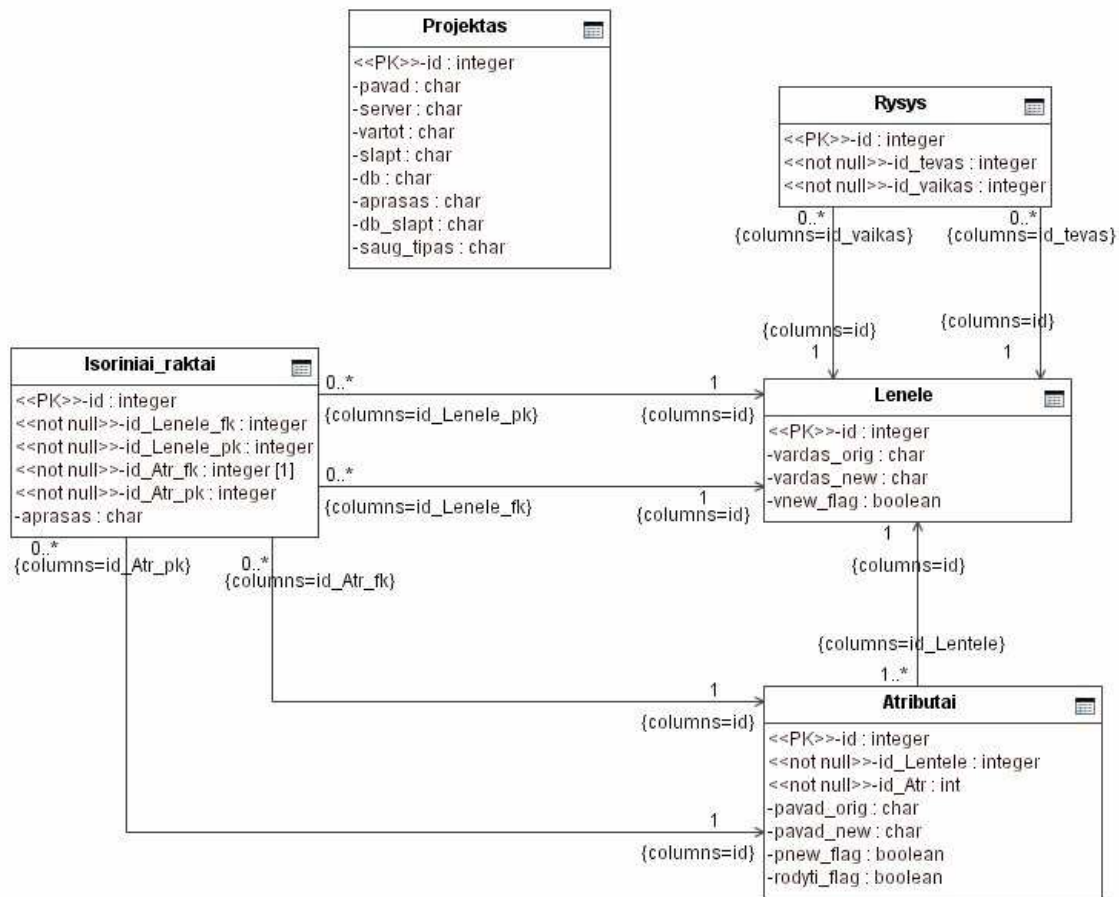 Projektas
<<PK>>-id : integer
-pavad : char
-server : char
-vartot : char
-slapt : char
-db : char
-aprasas : char
-db_slapt : char
-saug_tipas : char
Rysys
<<PK>>-id : integer
<<not null>>-id_tevas : integer
<<not null>>-id_vaikas : integer
0..*
{columns=id_vaikas}
0..*
{columns=id_tevas}
{columns=id}
1
{columns=id}
1
Isoriniai_raktai
<<PK>>-id : integer
<<not null>>-id_Lenele_fk : integer
<<not null>>-id_Lenele_pk : integer
<<not null>>-id_Atr_fk : integer [1]
<<not null>>-id_Atr_pk : integer
-aprasas : char
0..*
{columns=id_Lenele_pk}
1
{columns=id}
0..*
{columns=id_Lenele_fk}
1
{columns=id}
Lenele
<<PK>>-id : integer
-vardas_orig : char
-vardas_new : char
-vnew_flag : boolean
0..*
{columns=id_Atr_pk}
0..*
{columns=id_Atr_fk}
1
{columns=id}
{columns=id_Lentele}
1..*
1
{columns=id}
1
{columns=id}
Atributai
<<PK>>-id : integer
<<not null>>-id_Lentele : integer
<<not null>>-id_Atr : int
-pavad_orig : char
-pavad_new : char
-pnew_flag : boolean
-rodyti_flag : boolean